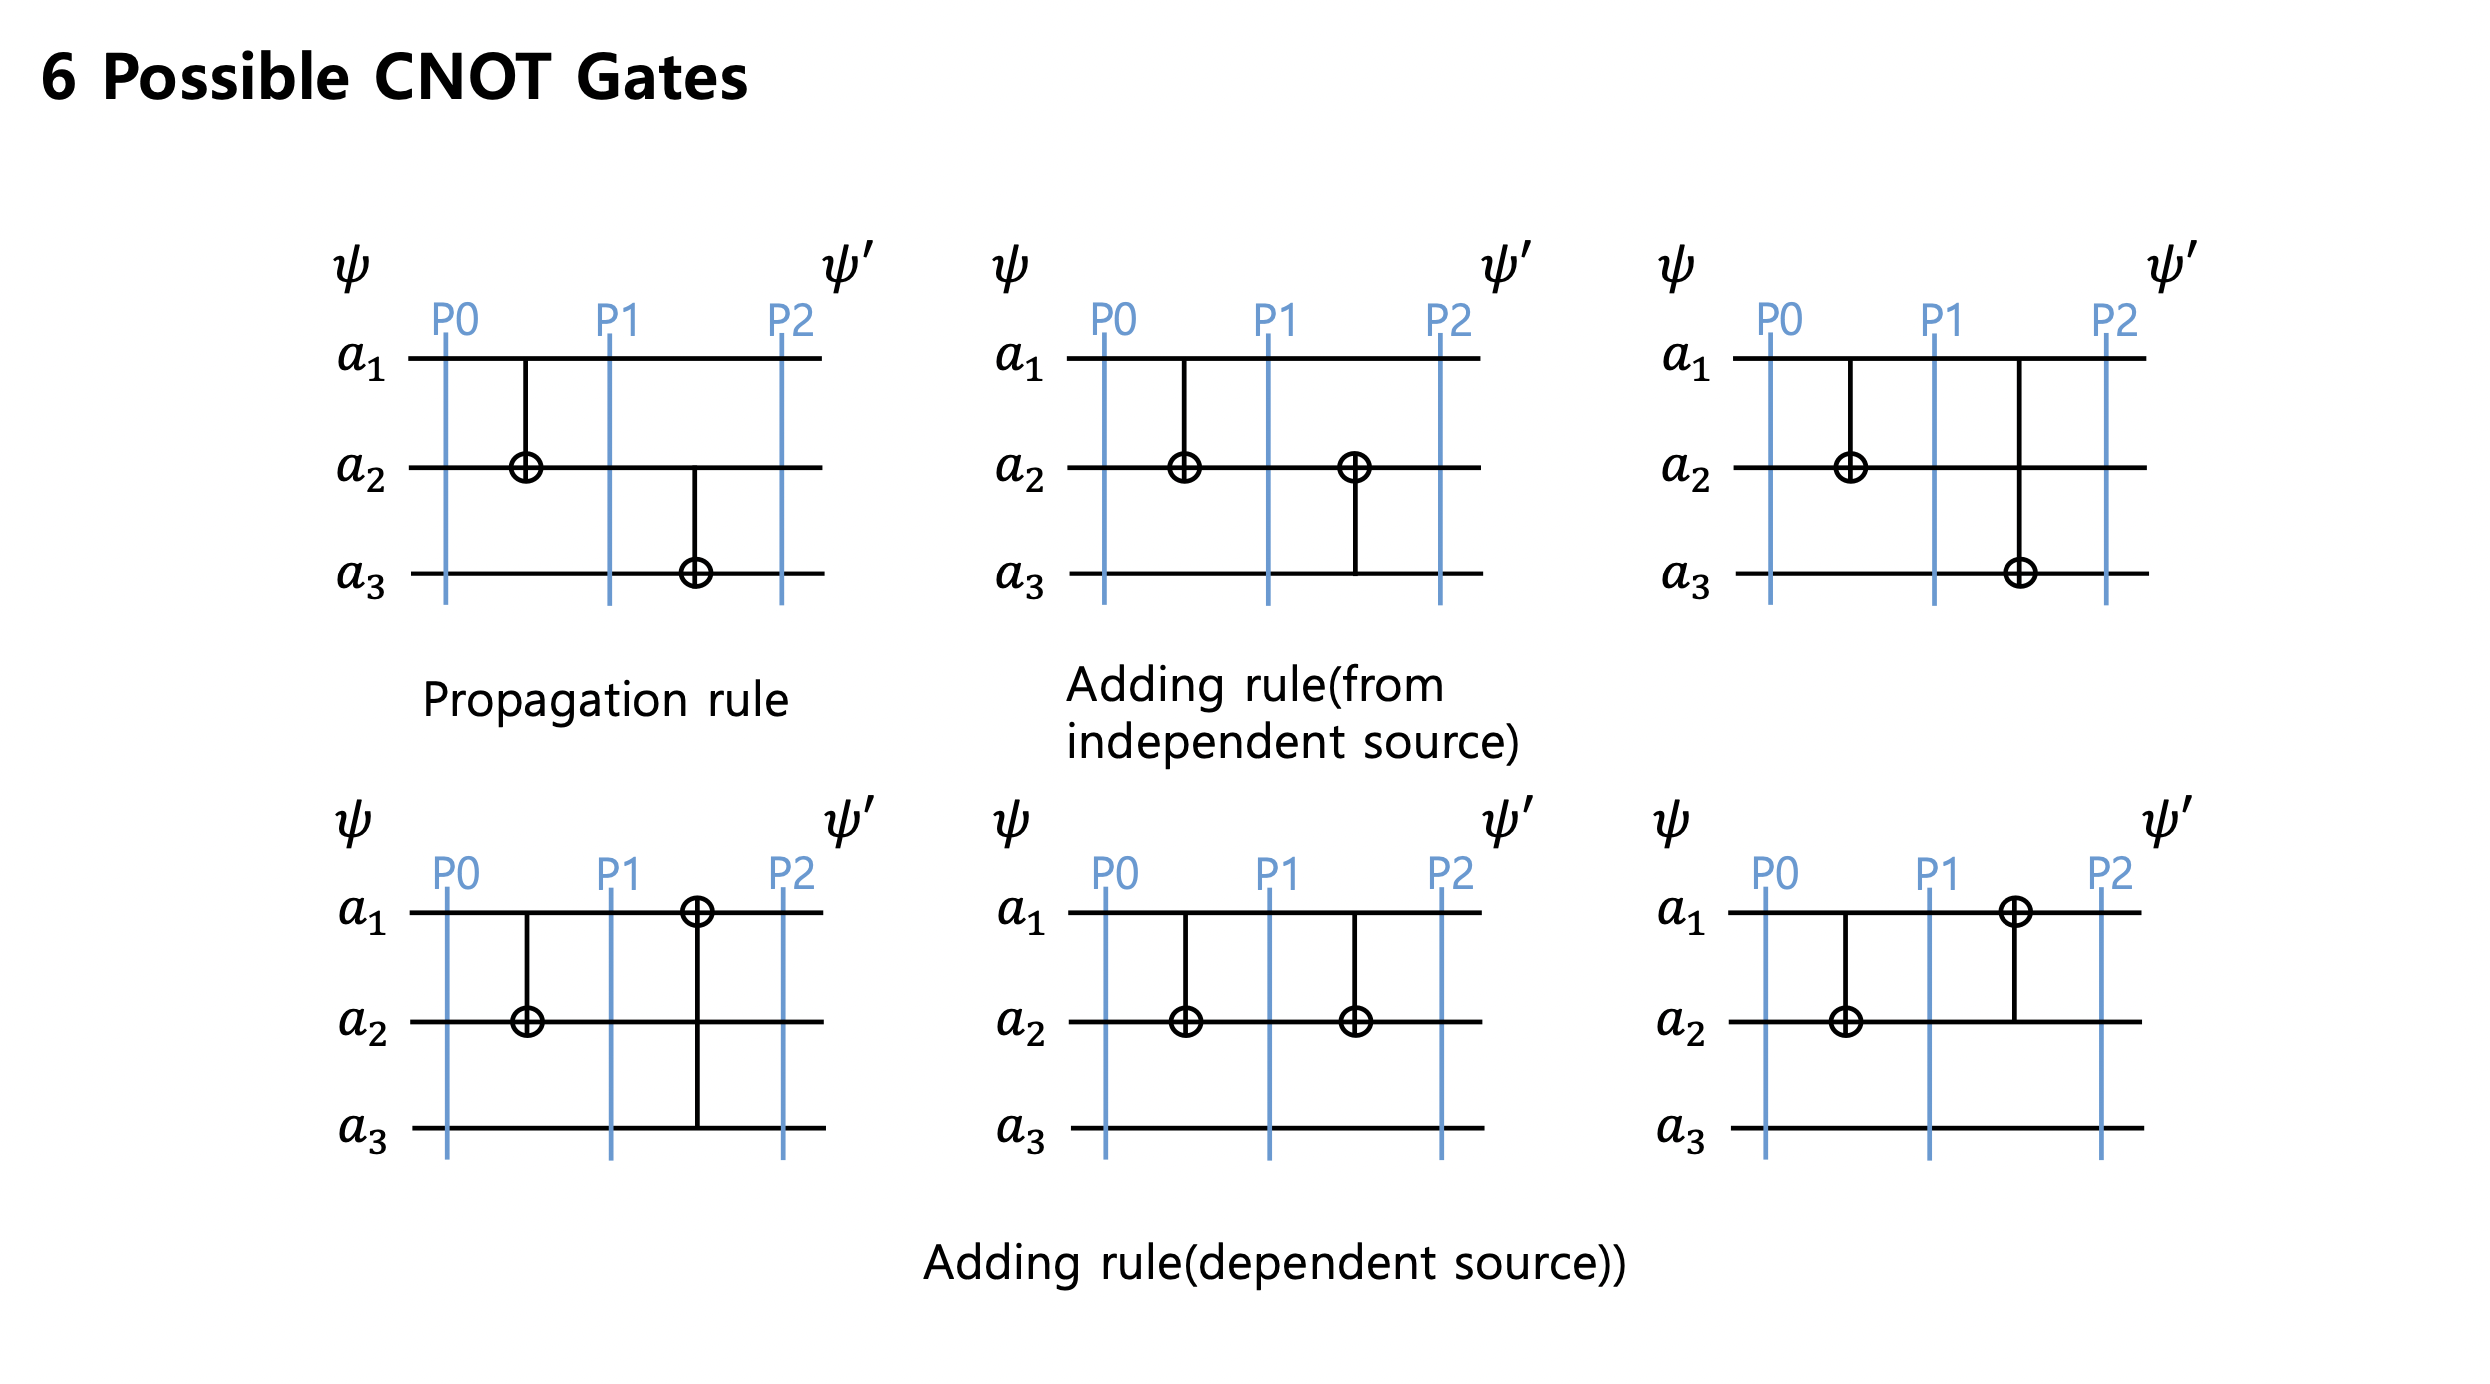 6 Possible CNOT Gates
ψ ψ′ ψ ψ′ ψ ψ′
P0 P1 P2 P0 P1 P2 P0 P1 P2
a₁ a₁ a₁
a₂ a₂ a₂
a₃ a₃ a₃
Propagation rule
Adding rule(from
independent source)
ψ ψ′ ψ ψ′ ψ ψ′
P0 P1 P2 P0 P1 P2 P0 P1 P2
a₁ a₁ a₁
a₂ a₂ a₂
a₃ a₃ a₃
Adding rule(dependent source))